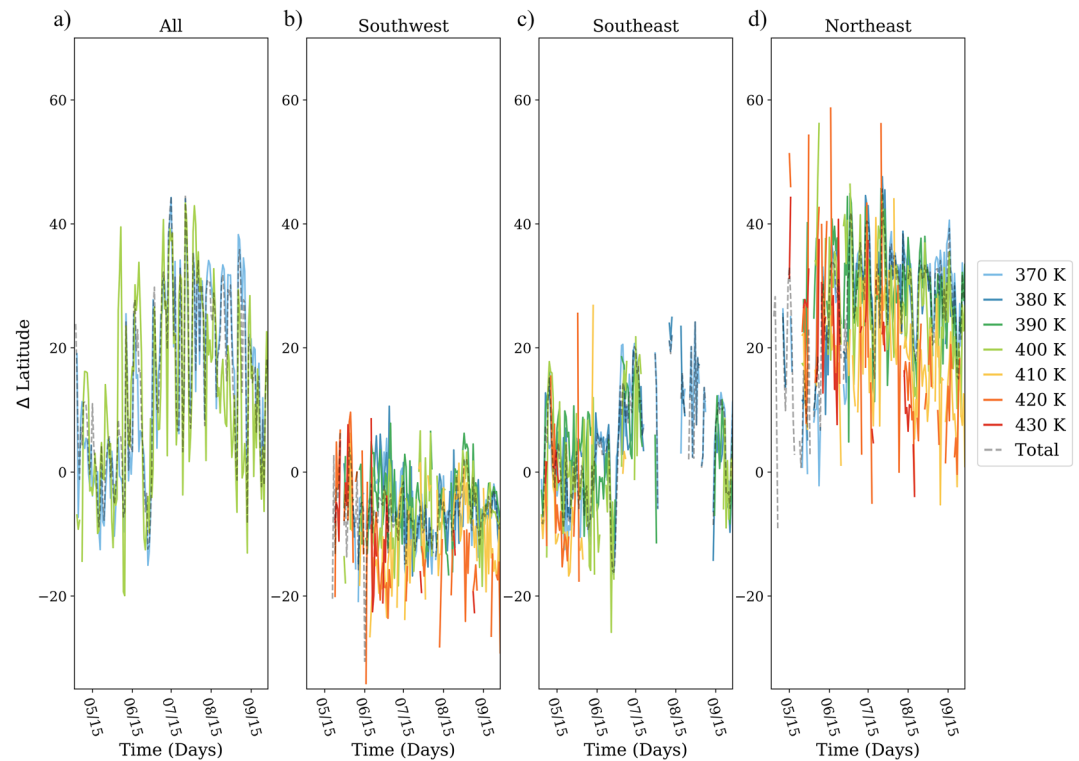 a) All
b) Southwest
c) Southeast
d) Northeast
Δ Latitude
60
40
20
0
−20
05/15
06/15
07/15
08/15
09/15
Time (Days)
60
40
20
0
−20
05/15
06/15
07/15
08/15
09/15
Time (Days)
60
40
20
0
−20
05/15
06/15
07/15
08/15
09/15
Time (Days)
60
40
20
0
−20
05/15
06/15
07/15
08/15
09/15
Time (Days)
370 K
380 K
390 K
400 K
410 K
420 K
430 K
Total